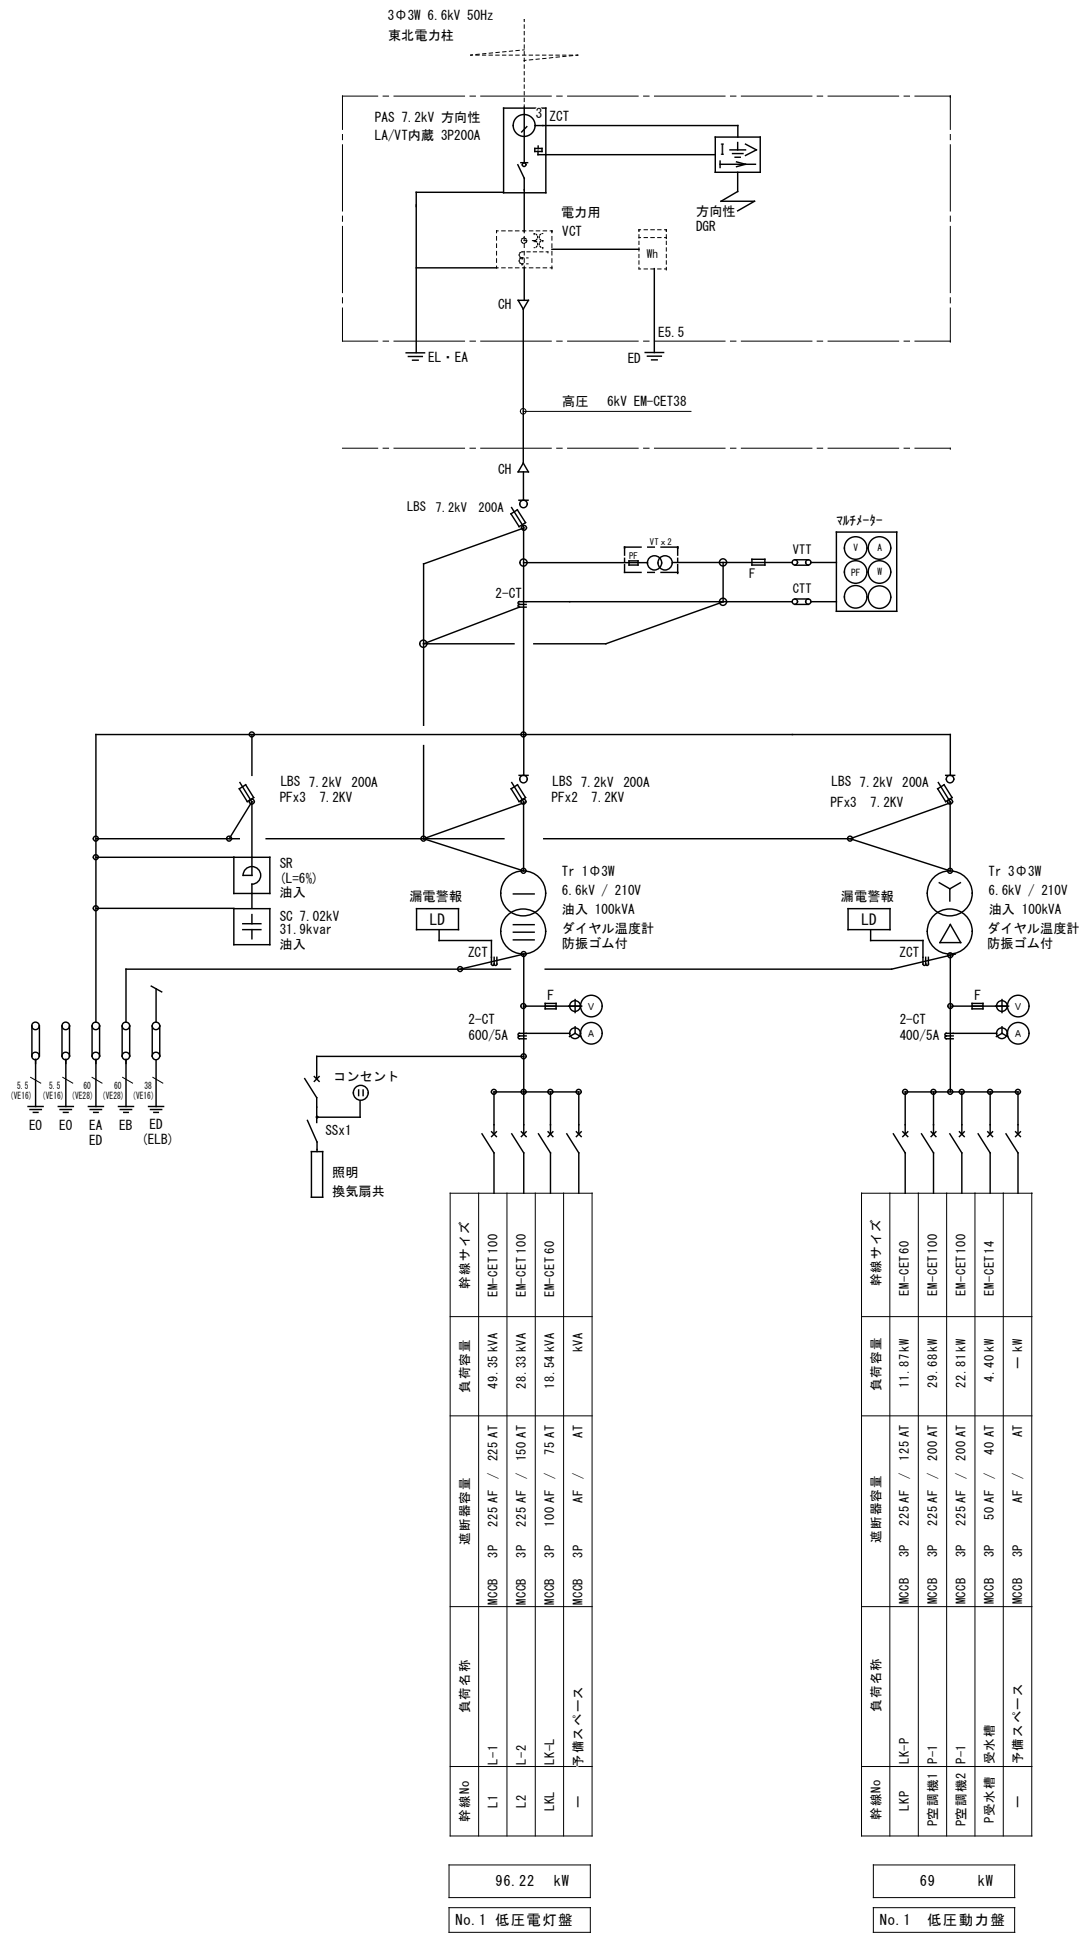 3Φ3W 6.6kV 50Hz
東北電力柱
PAS 7.2kV 方向性
LA/VT内蔵 3P200A
3 ZCT
I
方向性
DGR
電力用
VCT
Wh
CH
E5.5
EL・EA
ED
高圧 6kV EM-CET38
CH
LBS 7.2kV 200A
マルチメーター
VT x 2
PF
F
VTT
V A
PF W
2-CT
CTT
LBS 7.2kV 200A
PFx3 7.2KV
LBS 7.2kV 200A
PFx2 7.2KV
LBS 7.2kV 200A
PFx3 7.2KV
SR
(L=6%)
油入
SC 7.02kV
31.9kvar
油入
漏電警報
LD
ZCT
Tr 1Φ3W
6.6kV / 210V
油入 100kVA
ダイヤル温度計
防振ゴム付
漏電警報
LD
ZCT
Tr 3Φ3W
6.6kV / 210V
油入 100kVA
ダイヤル温度計
防振ゴム付
F
V
2-CT
600/5A
A
F
V
2-CT
400/5A
A
5.5
(VE16)
EO
5.5
(VE16)
EO
60
(VE28)
EA
ED
60
(VE28)
EB
38
(VE16)
ED
(ELB)
コンセント
SSx1
照明
換気扇共
幹線No 負荷名称 遮断器容量 負荷容量 幹線サイズ
L1 L-1 MCCB 3P 225 AF / 225 AT 49.35 kVA EM-CET100
L2 L-2 MCCB 3P 225 AF / 150 AT 28.33 kVA EM-CET100
LKL LK-L MCCB 3P 100 AF / 75 AT 18.54 kVA EM-CET60
— 予備スペース MCCB 3P AF / AT kVA
96.22 kW
No.1 低圧電灯盤
幹線No 負荷名称 遮断器容量 負荷容量 幹線サイズ
LKP LK-P MCCB 3P 225 AF / 125 AT 11.87kW EM-CET60
P空調機1 P-1 MCCB 3P 225 AF / 200 AT 29.68kW EM-CET100
P空調機2 P-1 MCCB 3P 225 AF / 200 AT 22.81kW EM-CET100
P受水槽 受水槽 MCCB 3P 50 AF / 40 AT 4.40kW EM-CET14
— 予備スペース MCCB 3P AF / AT — kW
69 kW
No.1 低圧動力盤